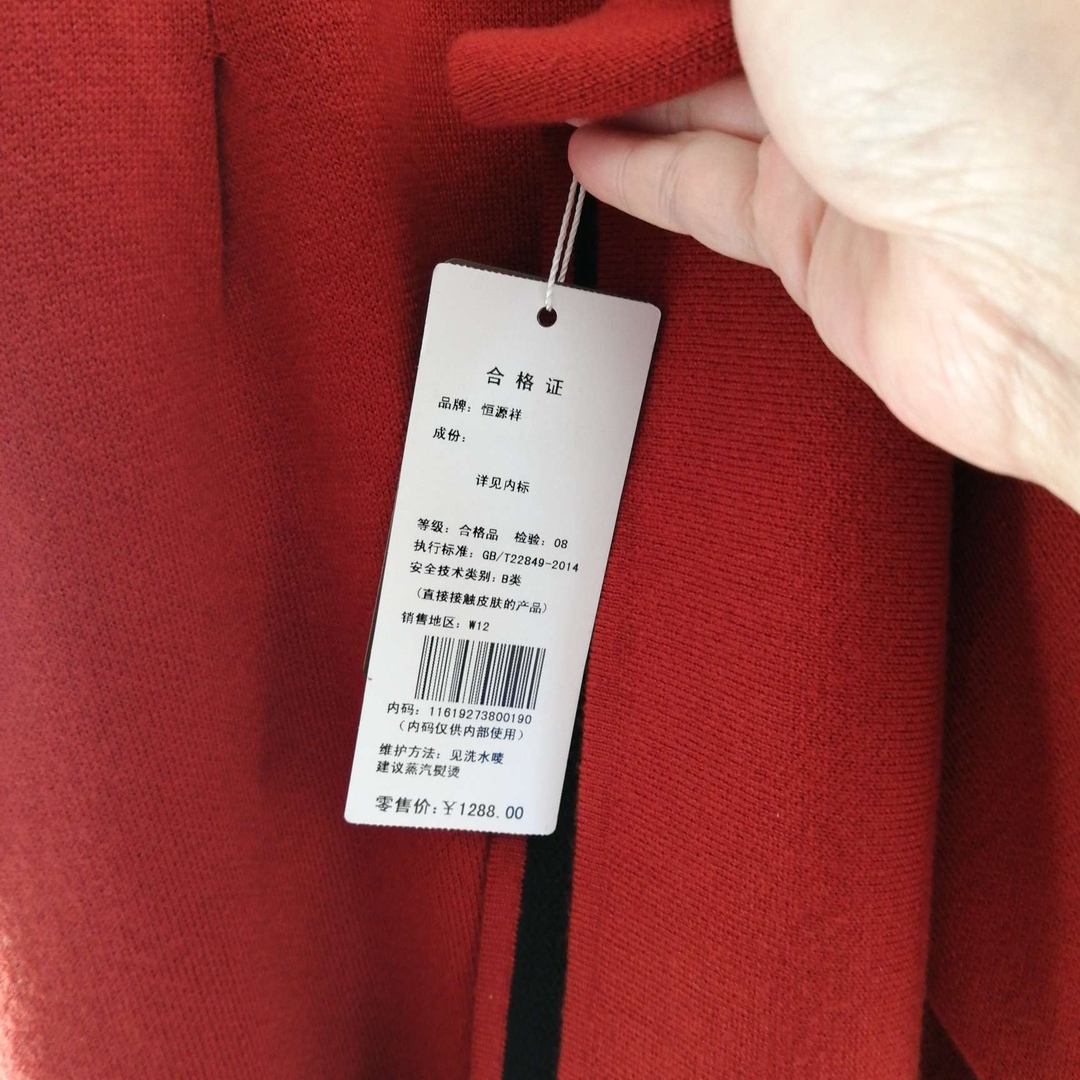 合格证
品牌：恒源祥
成份：
详见内标
等级：合格品 检验：08
执行标准：GB/T22849-2014
安全技术类别：B类
（直接接触皮肤的产品）
销售地区：W12
内码：11619273800190
（内码仅供内部使用）
维护方法：见洗水唛
建议蒸汽熨烫
零售价：￥1288.00